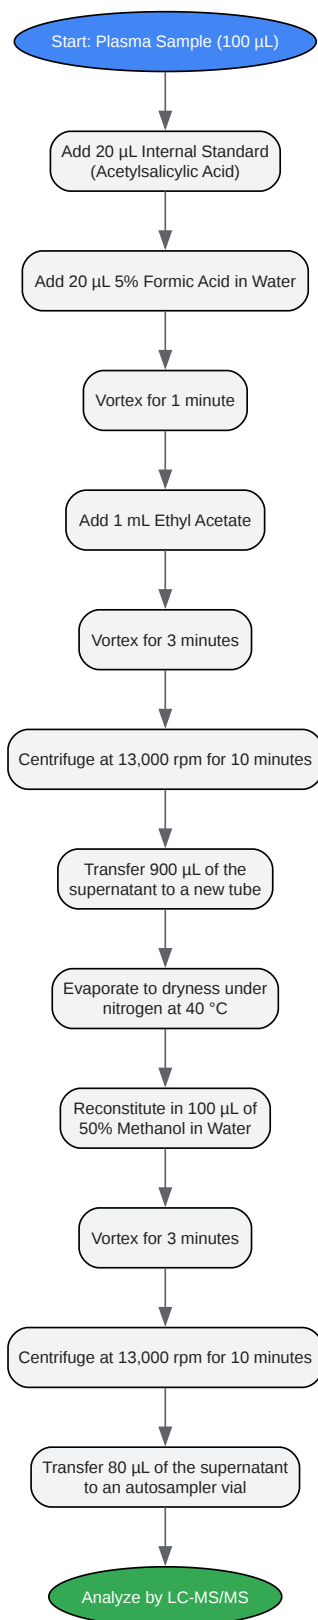 Start: Plasma Sample (100 µL)
Add 20 µL Internal Standard
(Acetylsalicylic Acid)
Add 20 µL 5% Formic Acid in Water
Vortex for 1 minute
Add 1 mL Ethyl Acetate
Vortex for 3 minutes
Centrifuge at 13,000 rpm for 10 minutes
Transfer 900 µL of the
supernatant to a new tube
Evaporate to dryness under
nitrogen at 40 °C
Reconstitute in 100 µL of
50% Methanol in Water
Vortex for 3 minutes
Centrifuge at 13,000 rpm for 10 minutes
Transfer 80 µL of the supernatant
to an autosampler vial
Analyze by LC-MS/MS